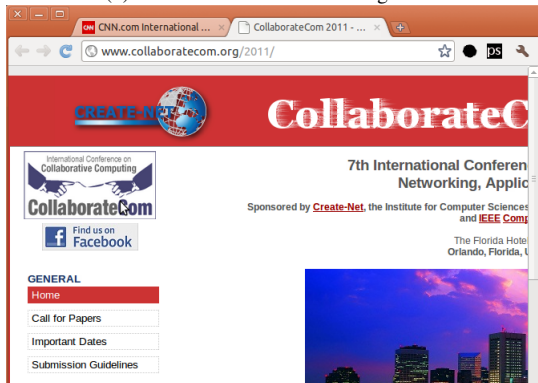 CNN.com International ...
CollaborateCom 2011 - ...
www.collaboratecom.org/2011/
ps
CREATE-NET
CollaborateC
International Conference on
Collaborative Computing
CollaborateCom
Find us on
Facebook
7th International Conferen
Networking, Applic
Sponsored by Create-Net, the Institute for Computer Sciences
and IEEE Comp
The Florida Hote
Orlando, Florida, U
GENERAL
Home
Call for Papers
Important Dates
Submission Guidelines